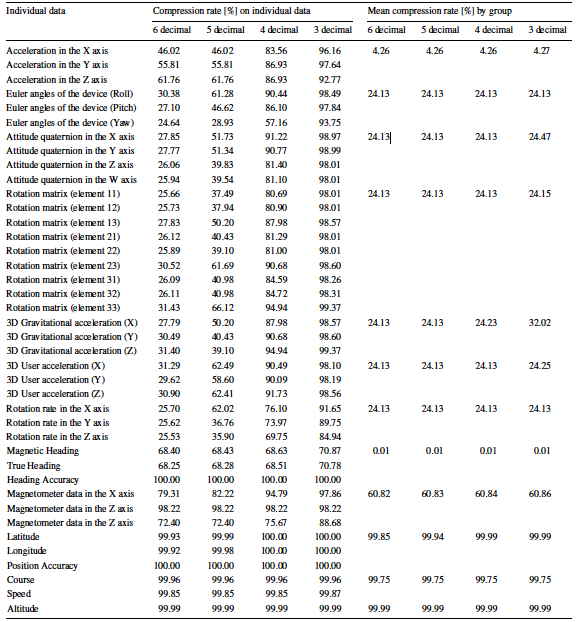 Individual data Compression rate [%] on individual data Mean compression rate [%] by group
6 decimal 5 decimal 4 decimal 3 decimal 6 decimal 5 decimal 4 decimal 3 decimal
Acceleration in the X axis 46.02 46.02 83.56 96.16 4.26 4.26 4.26 4.27
Acceleration in the Y axis 55.81 55.81 86.93 97.64
Acceleration in the Z axis 61.76 61.76 86.93 92.77
Euler angles of the device (Roll) 30.38 61.28 90.44 98.49 24.13 24.13 24.13 24.13
Euler angles of the device (Pitch) 27.10 46.62 86.10 97.84
Euler angles of the device (Yaw) 24.64 28.93 57.16 93.75
Attitude quaternion in the X axis 27.85 51.73 91.22 98.97 24.13 24.13 24.13 24.47
Attitude quaternion in the Y axis 27.77 51.34 90.77 98.99
Attitude quaternion in the Z axis 26.06 39.83 81.40 98.01
Attitude quaternion in the W axis 25.94 39.54 81.10 98.01
Rotation matrix (element 11) 25.66 37.49 80.69 98.01 24.13 24.13 24.13 24.15
Rotation matrix (element 12) 25.73 37.94 80.90 98.01
Rotation matrix (element 13) 27.83 50.20 87.98 98.57
Rotation matrix (element 21) 26.12 40.43 81.29 98.01
Rotation matrix (element 22) 25.89 39.10 81.00 98.01
Rotation matrix (element 23) 30.52 61.69 90.68 98.60
Rotation matrix (element 31) 26.09 40.98 84.59 98.26
Rotation matrix (element 32) 26.11 40.98 84.72 98.31
Rotation matrix (element 33) 31.43 66.12 94.94 99.37
3D Gravitational acceleration (X) 27.79 50.20 87.98 98.57 24.13 24.13 24.23 32.02
3D Gravitational acceleration (Y) 30.49 40.43 90.68 98.60
3D Gravitational acceleration (Z) 31.40 39.10 94.94 99.37
3D User acceleration (X) 31.29 62.49 90.49 98.10 24.13 24.13 24.13 24.25
3D User acceleration (Y) 29.62 58.60 90.09 98.19
3D User acceleration (Z) 30.90 62.41 91.73 98.56
Rotation rate in the X axis 25.70 62.02 76.10 91.65 24.13 24.13 24.13 24.13
Rotation rate in the Y axis 25.62 36.76 73.97 89.75
Rotation rate in the Z axis 25.53 35.90 69.75 84.94
Magnetic Heading 68.40 68.43 68.63 70.87 0.01 0.01 0.01 0.01
True Heading 68.25 68.28 68.51 70.78
Heading Accuracy 100.00 100.00 100.00 100.00
Magnetometer data in the X axis 79.31 82.22 94.79 97.86 60.82 60.83 60.84 60.86
Magnetometer data in the Z axis 98.22 98.22 98.22 98.22
Magnetometer data in the Z axis 72.40 72.40 75.67 88.68
Latitude 99.93 99.99 100.00 100.00 99.85 99.94 99.99 99.99
Longitude 99.92 99.98 100.00 100.00
Position Accuracy 100.00 100.00 100.00 100.00
Course 99.96 99.96 99.96 99.96 99.75 99.75 99.75 99.75
Speed 99.85 99.85 99.85 99.87
Altitude 99.99 99.99 99.99 99.99 99.99 99.99 99.99 99.99